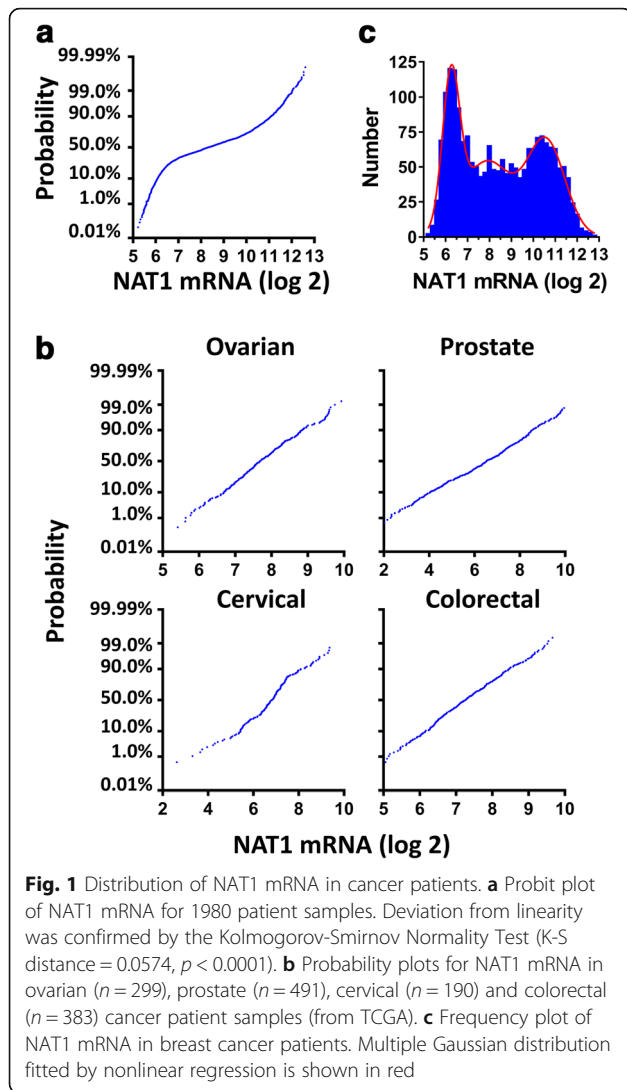 a
99.99%
99.0%
90.0%
50.0%
10.0%
1.0%
0.01%
Probability
5 6 7 8 9 10 11 12 13
NAT1 mRNA (log 2)
c
125
100
75
50
25
0
Number
5 6 7 8 9 10 11 12 13
NAT1 mRNA (log 2)
b
Ovarian
99.99%
99.0%
90.0%
50.0%
10.0%
1.0%
0.01%
5 6 7 8 9 10
Prostate
2 4 6 8 10
Probability
Cervical
99.99%
99.0%
90.0%
50.0%
10.0%
1.0%
0.01%
2 4 6 8 10
Colorectal
5 6 7 8 9 10
NAT1 mRNA (log 2)
Fig. 1 Distribution of NAT1 mRNA in cancer patients. a Probit plot
of NAT1 mRNA for 1980 patient samples. Deviation from linearity
was confirmed by the Kolmogorov-Smirnov Normality Test (K-S
distance = 0.0574, p < 0.0001). b Probability plots for NAT1 mRNA in
ovarian (n = 299), prostate (n = 491), cervical (n = 190) and colorectal
(n = 383) cancer patient samples (from TCGA). c Frequency plot of
NAT1 mRNA in breast cancer patients. Multiple Gaussian distribution
fitted by nonlinear regression is shown in red